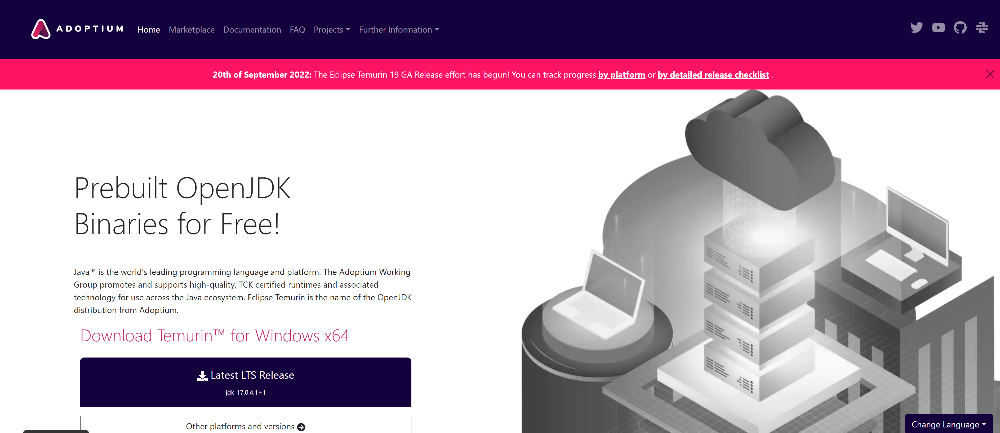 ADOPTIUM Home Marketplace Documentation FAQ Projects Further Information
20th of September 2022: The Eclipse Temurin 19 GA Release effort has begun! You can track progress by platform or by detailed release checklist .
Prebuilt OpenJDK
Binaries for Free!
Java™ is the world's leading programming language and platform. The Adoptium Working
Group promotes and supports high-quality, TCK certified runtimes and associated
technology for use across the Java ecosystem. Eclipse Temurin is the name of the OpenJDK
distribution from Adoptium.
Download Temurin™ for Windows x64
Latest LTS Release
jdk-17.0.4.1+1
Other platforms and versions
Change Language